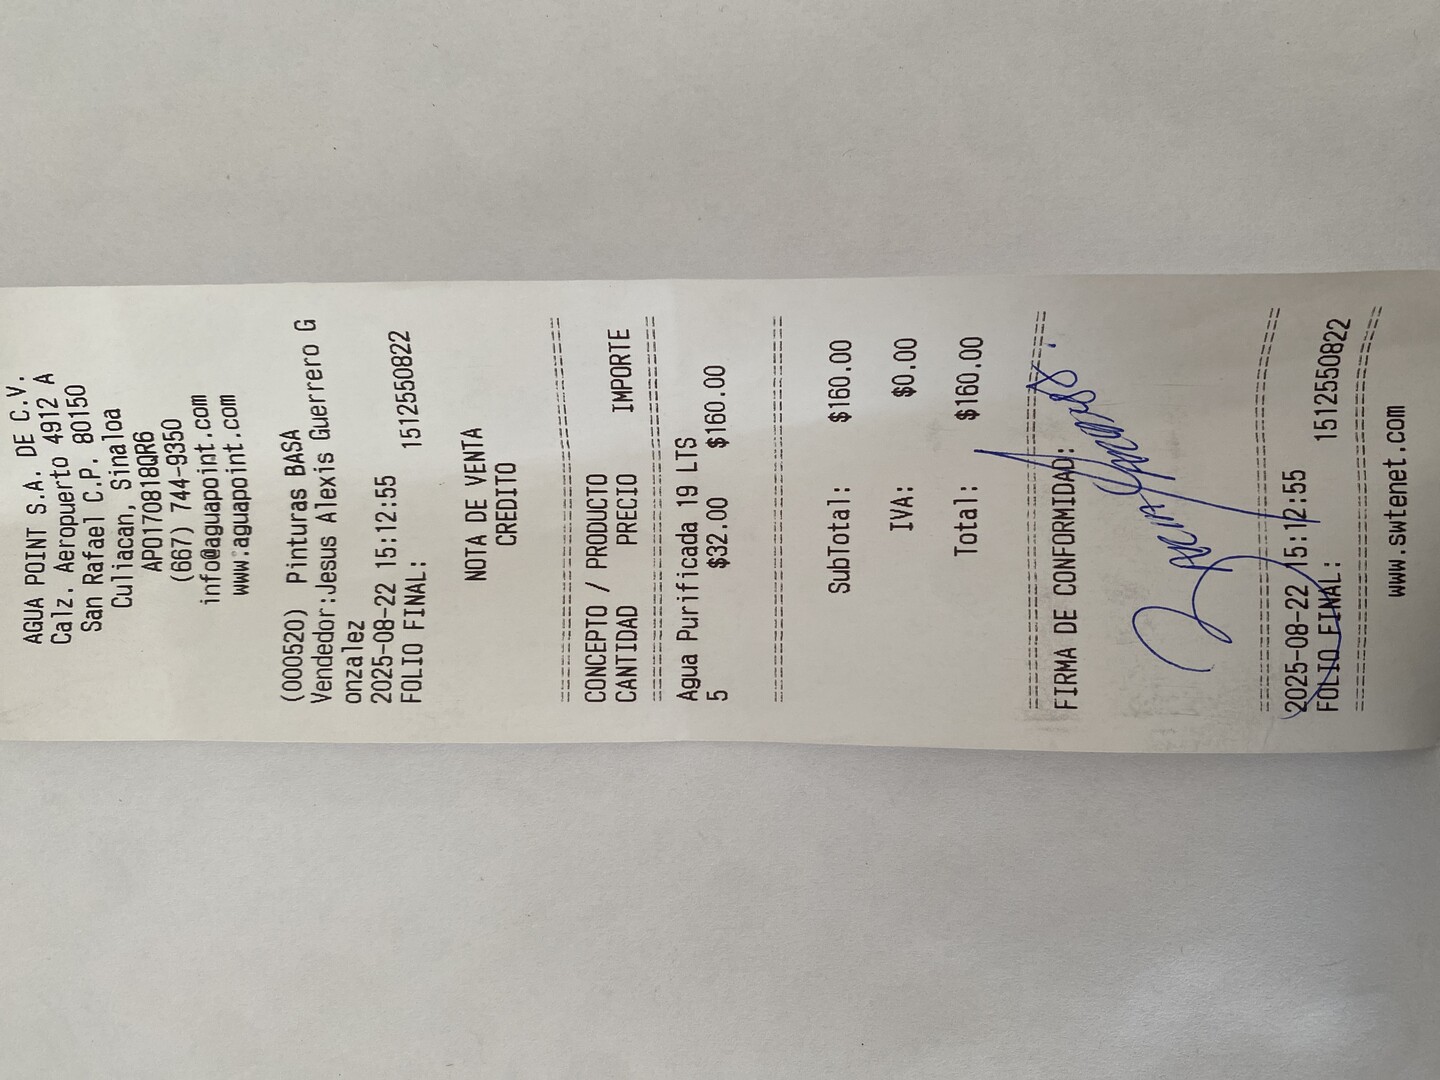 AGUA POINT S.A. DE C.V.
Calz. Aeropuerto 4912 A
San Rafael C.P. 80150
Culiacan, Sinaloa
APO170818QR6
(667) 744-9350
info@aguapoint.com
www.aguapoint.com
(000520) Pinturas BASA
Vendedor:Jesus Alexis Guerrero G
onzalez
2025-08-22 15:12:55
FOLIO FINAL: 1512550822
NOTA DE VENTA
CREDITO
================================
CONCEPTO / PRODUCTO
CANTIDAD PRECIO IMPORTE
================================
Agua Purificada 19 LTS
5 $32.00 $160.00
================================
SubTotal: $160.00
IVA: $0.00
Total: $160.00
================================
FIRMA DE CONFORMIDAD:
================================
2025-08-22 15:12:55
FOLIO FINAL: 1512550822
================================
www.swtenet.com